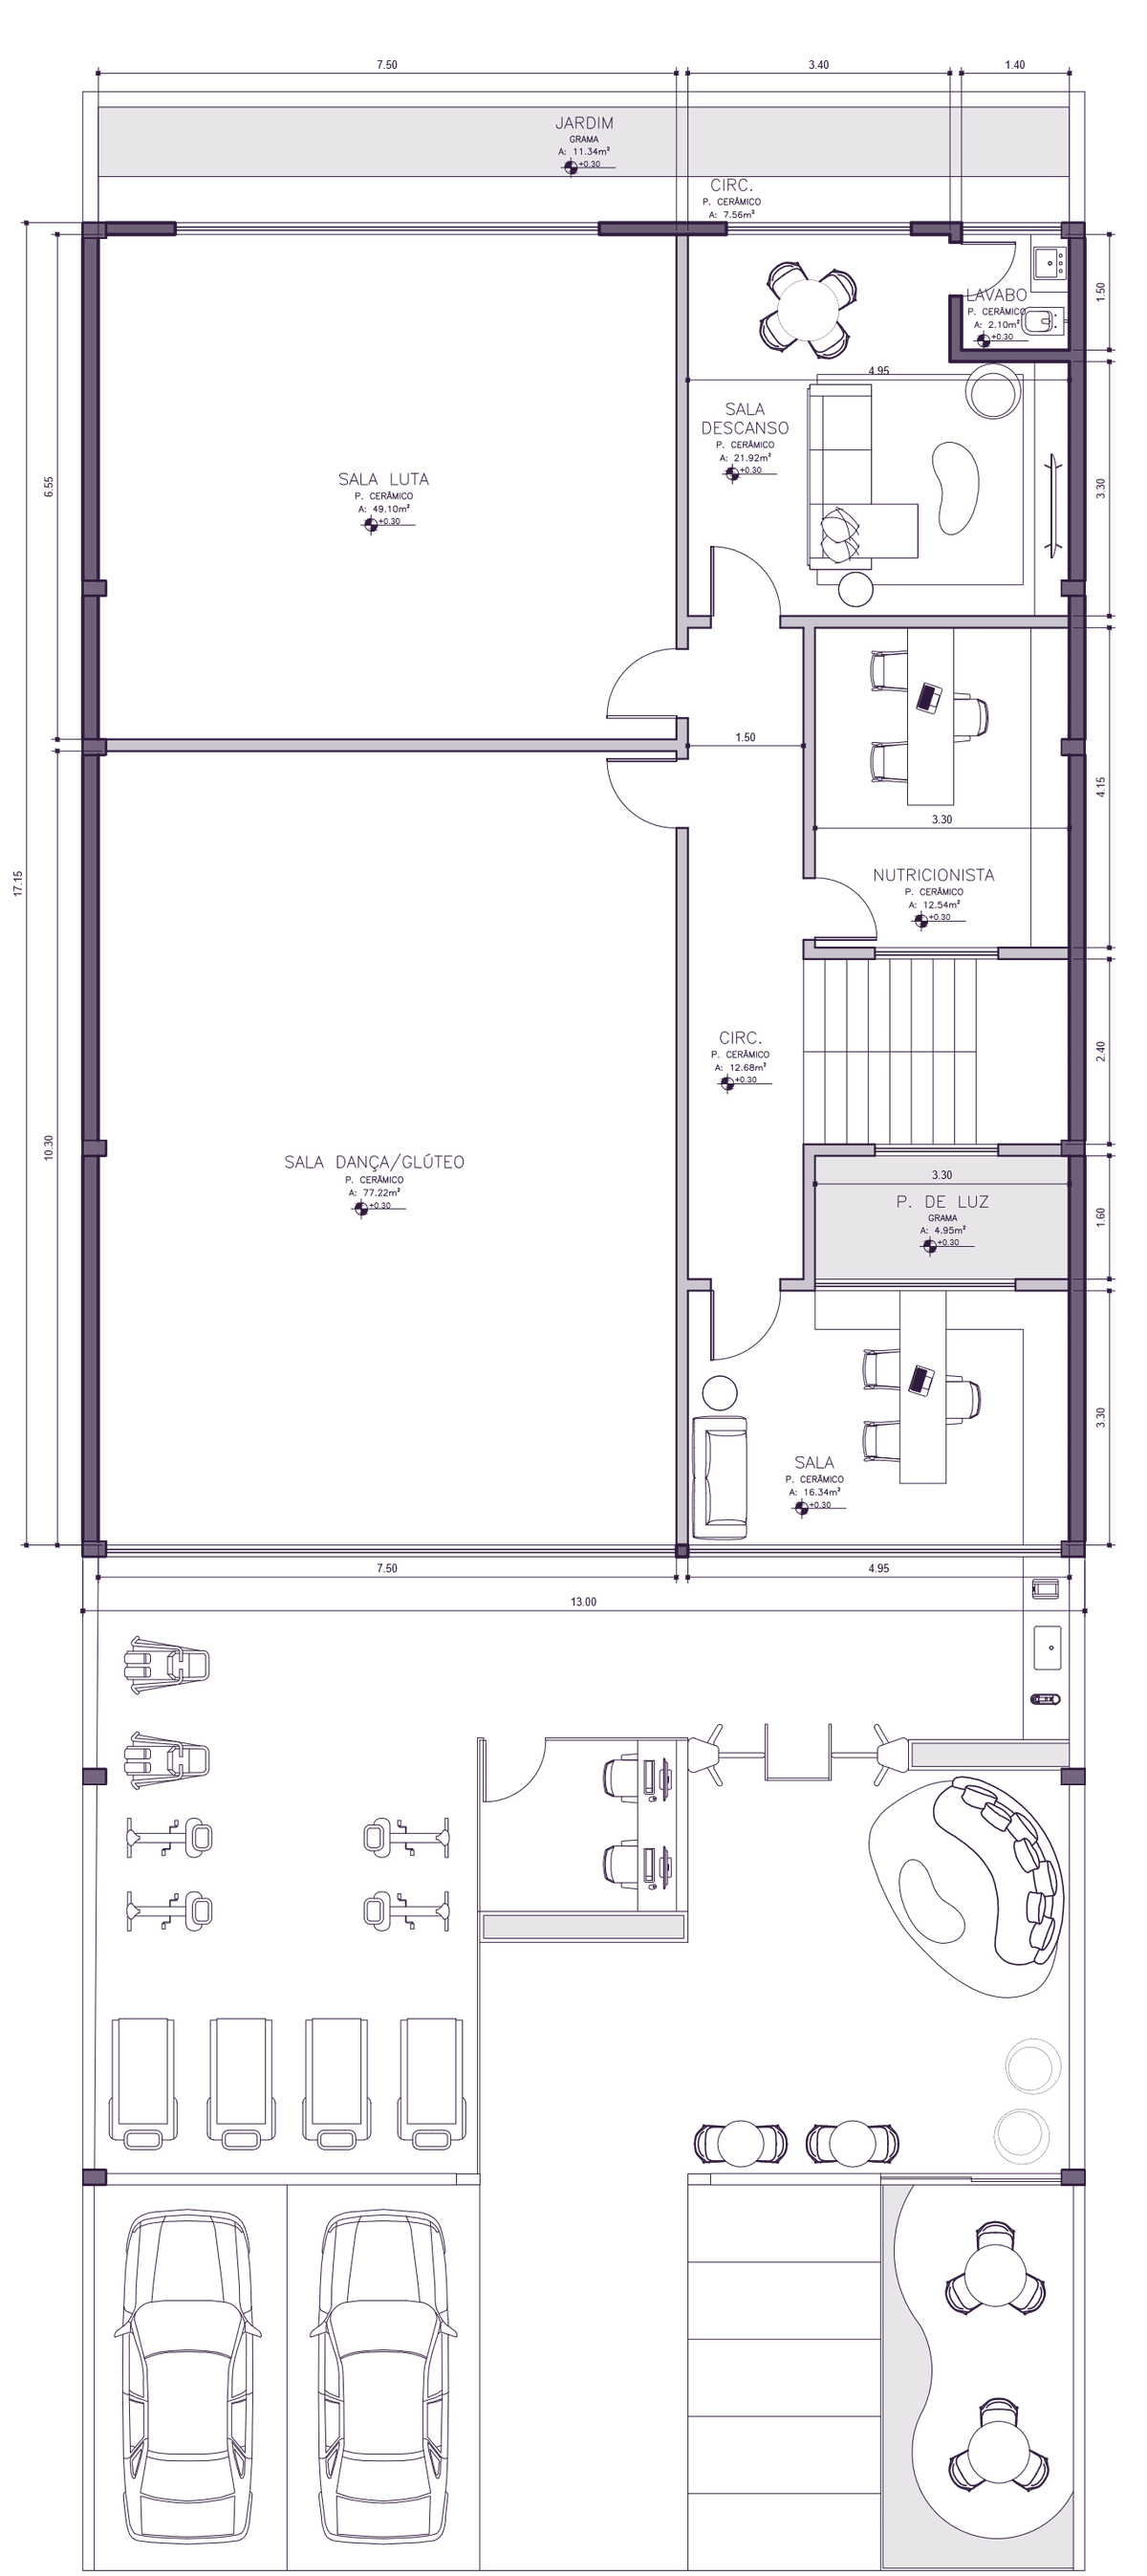 7.50
3.40
1.40
JARDIM
GRAMA
A: 11.34m²
+0.30
CIRC.
P. CERÂMICO
A: 7.56m²
LAVABO
P. CERÂMICO
A: 2.10m²
+0.30
1.50
4.95
SALA
DESCANSO
P. CERÂMICO
A: 21.92m²
+0.30
SALA LUTA
P. CERÂMICO
A: 49.10m²
+0.30
6.55
3.30
1.50
4.15
3.30
17.15
NUTRICIONISTA
P. CERÂMICO
A: 12.54m²
+0.30
CIRC.
P. CERÂMICO
A: 12.68m²
+0.30
2.40
10.30
SALA DANÇA/GLÚTEO
P. CERÂMICO
A: 77.22m²
+0.30
3.30
P. DE LUZ
GRAMA
A: 4.95m²
+0.30
1.60
3.30
SALA
P. CERÂMICO
A: 16.34m²
+0.30
7.50
4.95
13.00